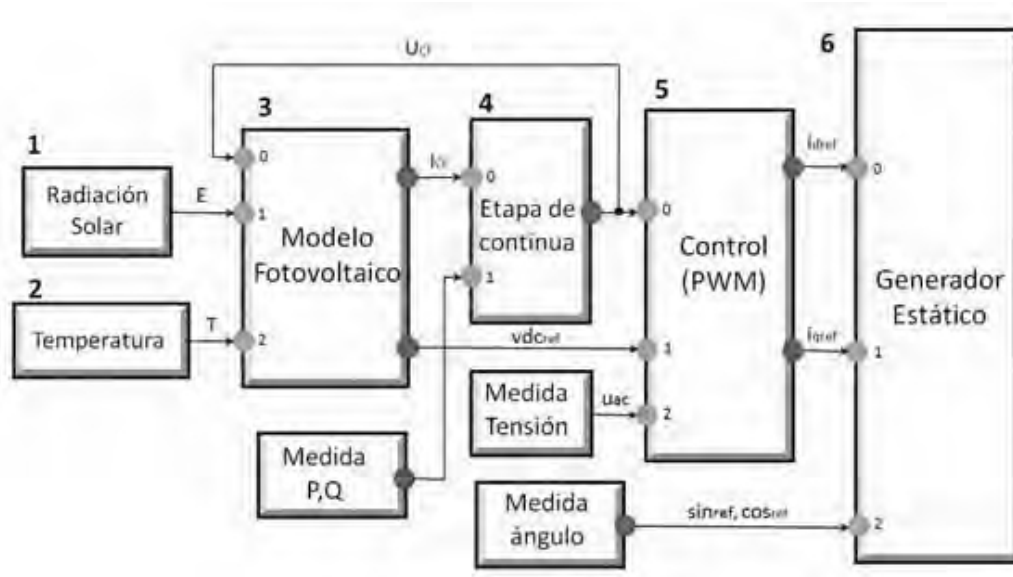 6
U
3
4
5
1
0
Radiación
Solar
E
1
Modelo
Fotovoltaico
0
Etapa de
continua
1
0
Control
(PWM)
idref
0
Generador
Estático
2
Temperatura
T
2
vdcref
1
iqref
1
Medida
Tensión
uac
2
Medida
P,Q
Medida
ángulo
sinref, cosref
2